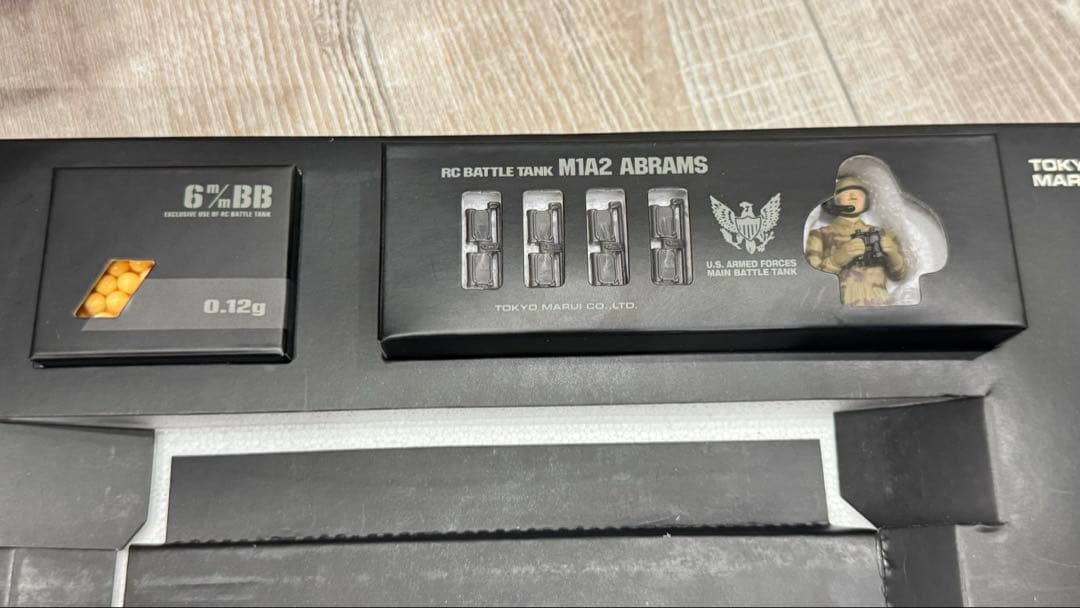 6m/mBB
EXCLUSIVE USE OF RC BATTLE TANK
0.12g
RC BATTLE TANK M1A2 ABRAMS
U.S. ARMED FORCES
MAIN BATTLE TANK
TOKYO MARUI CO.,LTD.
TOKY
MAR